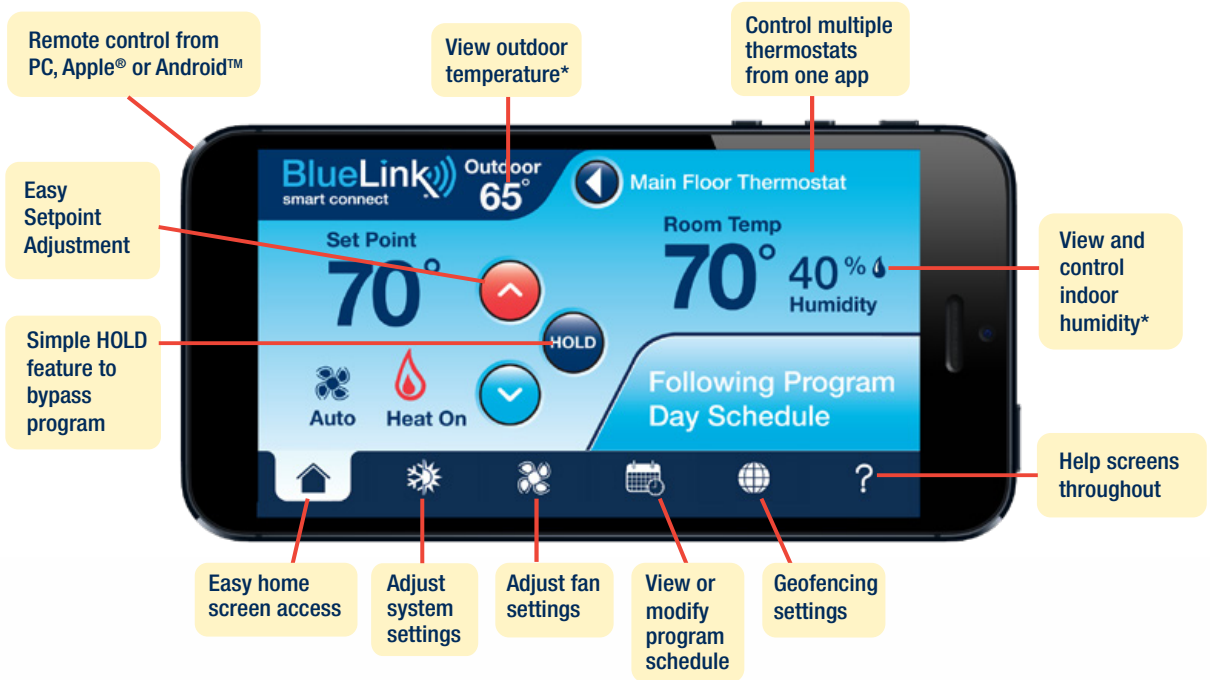 Remote control from
PC, Apple® or Android™
View outdoor
temperature*
Control multiple
thermostats
from one app
Easy
Setpoint
Adjustment
Simple HOLD
feature to
bypass
program
BlueLink
smart connect
Outdoor
65°
Main Floor Thermostat
Set Point
70°
HOLD
Auto
Heat On
Room Temp
70°
40%
Humidity
Following Program
Day Schedule
?
View and
control
indoor
humidity*
Help screens
throughout
Easy home
screen access
Adjust
system
settings
Adjust fan
settings
View or
modify
program
schedule
Geofencing
settings